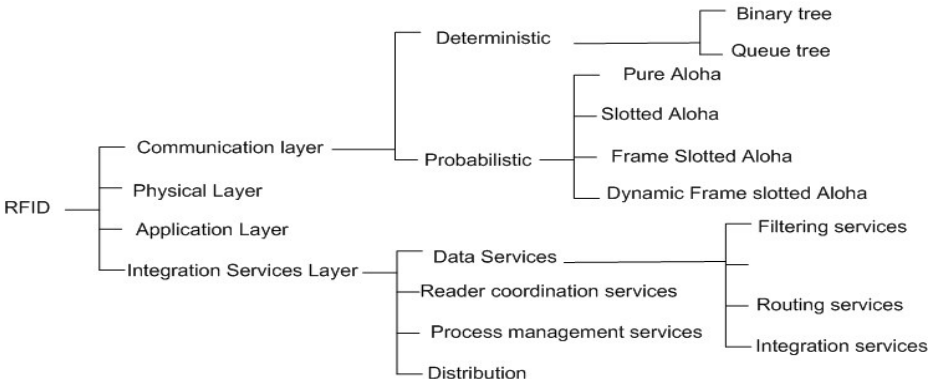 RFID
Communication layer
Physical Layer
Application Layer
Integration Services Layer
Deterministic
Probabilistic
Binary tree
Queue tree
Pure Aloha
Slotted Aloha
Frame Slotted Aloha
Dynamic Frame slotted Aloha
Data Services
Reader coordination services
Process management services
Distribution
Filtering services
Routing services
Integration services